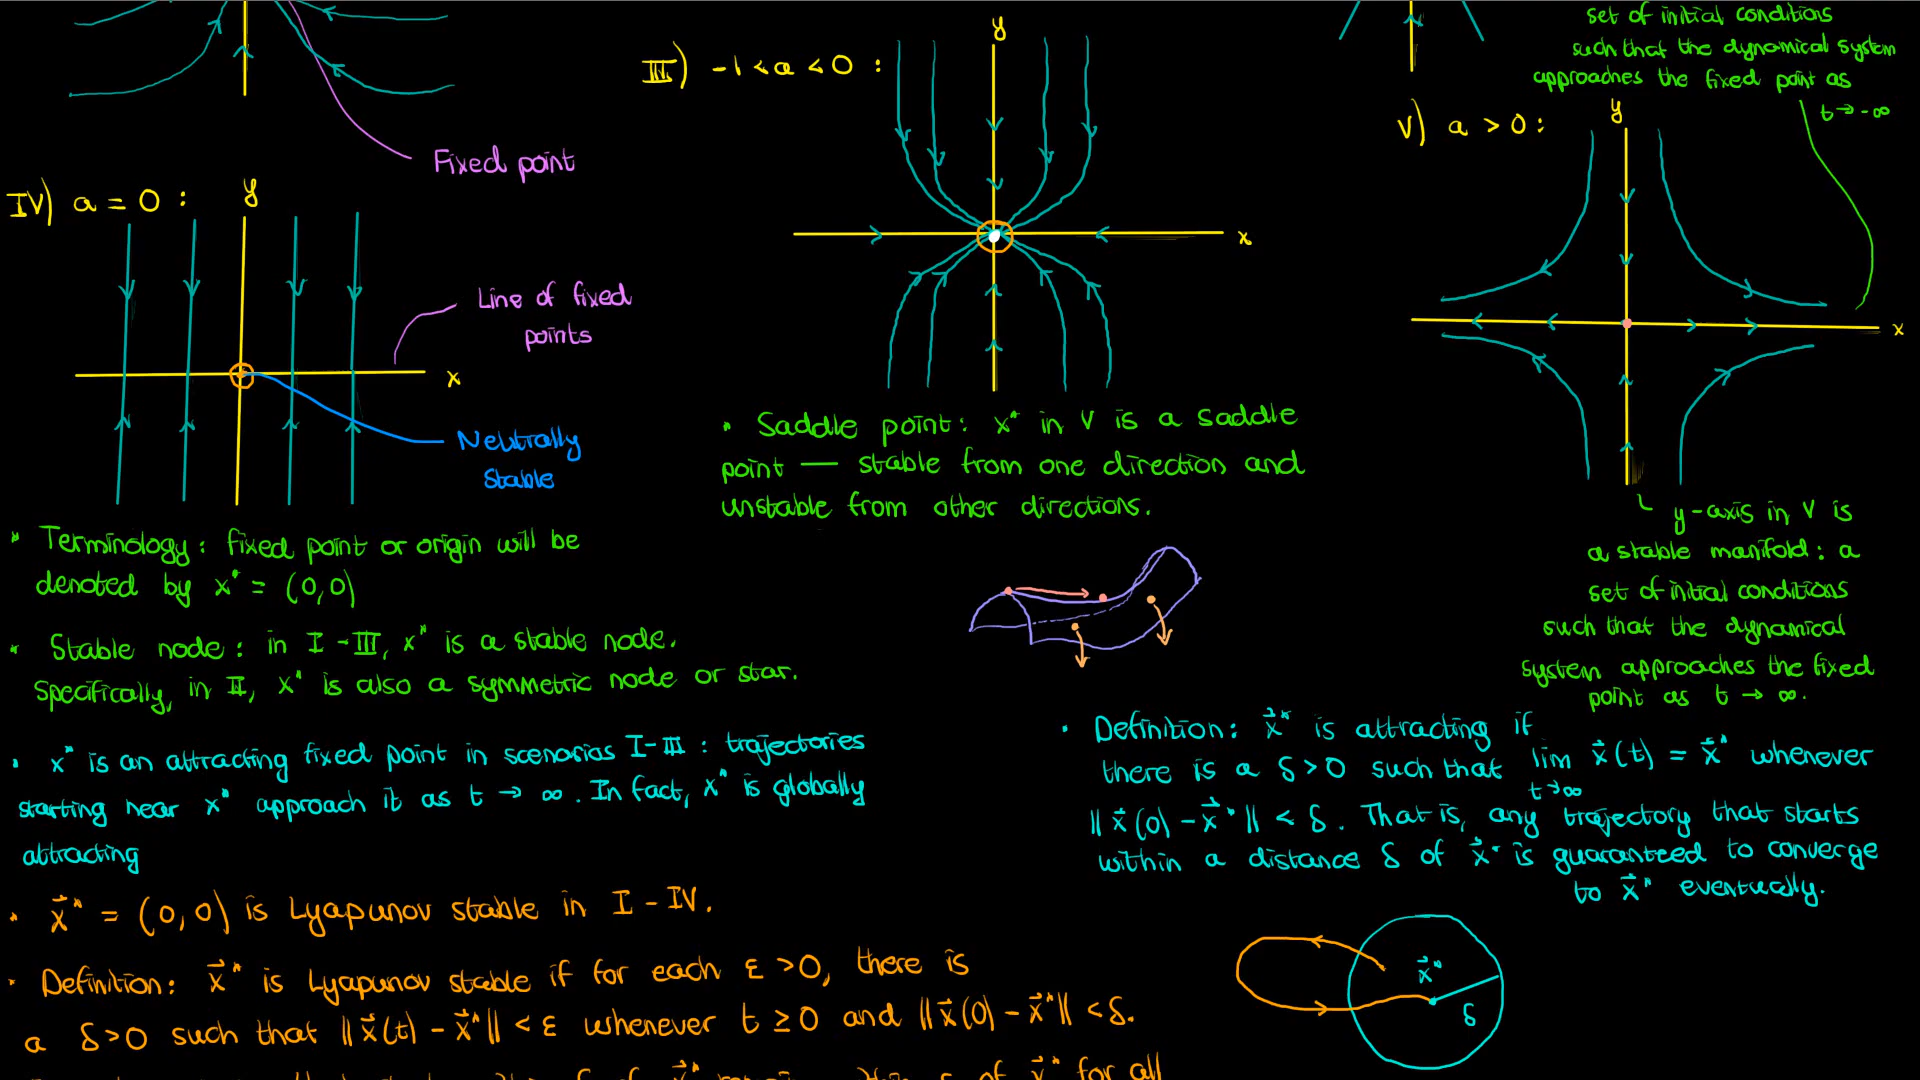 Fixed point
IV) a = 0 :
y
Line of fixed
points
x
Neutrally
Stable
• Terminology: fixed point or origin will be
denoted by x* = (0,0)
• Stable node: in I - III, x* is a stable node.
Specifically, in II, x* is also a symmetric node or star.
• x* is an attracting fixed point in scenarios I-III : trajectories
starting near x* approach it as t → ∞. In fact, x* is globally
attracting
• x⃗* = (0,0) is Lyapunov stable in I - IV.
• Definition: x⃗* is Lyapunov stable if for each ε > 0, there is
a δ > 0 such that ||x⃗(t) - x⃗*|| < ε whenever t ≥ 0 and ||x⃗(0) - x⃗*|| < δ.
III) -1 < a < 0 :
y
x
• Saddle point: x* in V is a saddle
point — stable from one direction and
unstable from other directions.
set of initial conditions
such that the dynamical system
approaches the fixed point as
t → -∞
V) a > 0 :
y
x
y-axis in V is
a stable manifold: a
set of initial conditions
such that the dynamical
system approaches the fixed
point as t → ∞.
• Definition: x⃗* is attracting if
there is a δ > 0 such that lim x⃗(t) = x⃗* whenever
t→∞
||x⃗(0) - x⃗*|| < δ. That is, any trajectory that starts
within a distance δ of x⃗* is guaranteed to converge
to x⃗* eventually.
x⃗*
δ